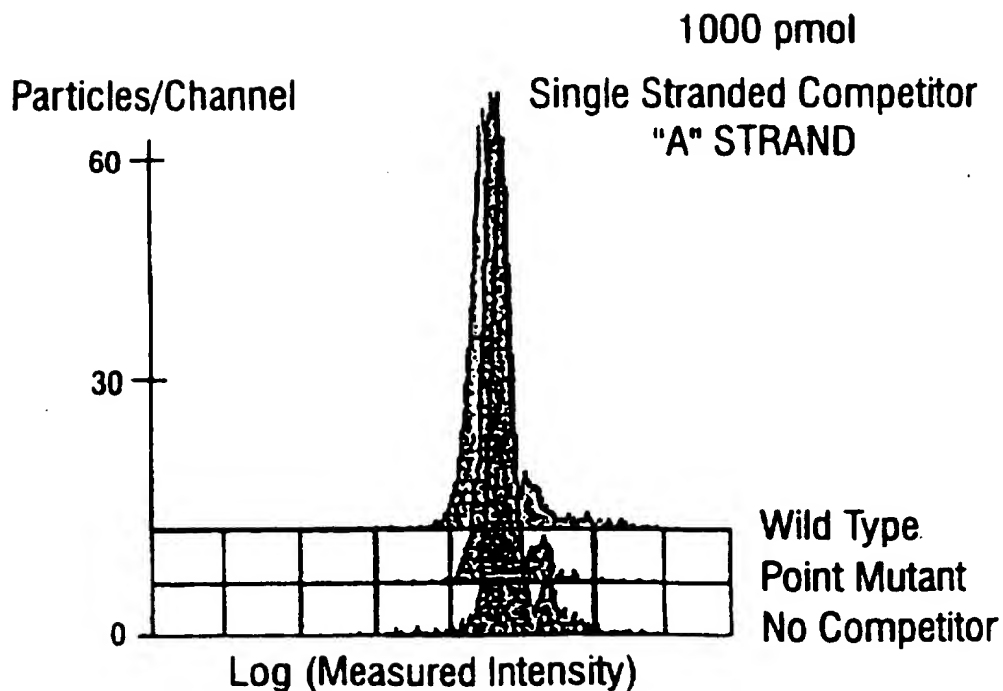 1000 pmol
Particles/Channel
Single Stranded Competitor
"A" STRAND
60
30
0
Wild Type
Point Mutant
No Competitor
Log (Measured Intensity)